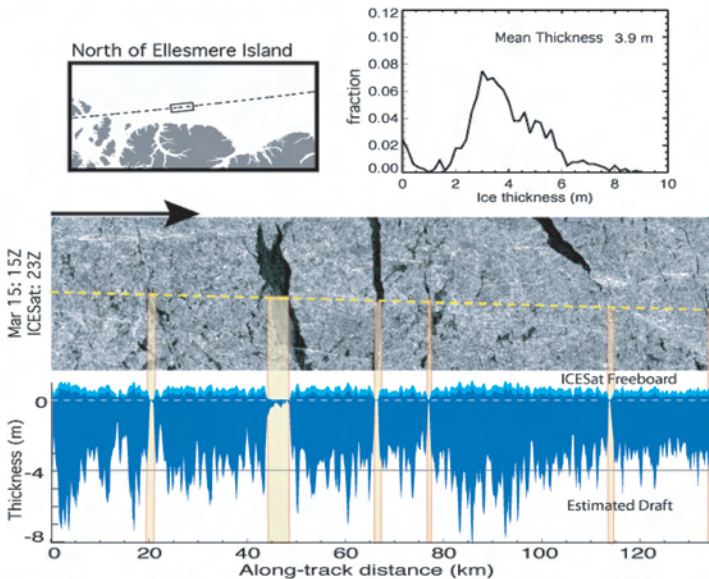 North of Ellesmere Island
0.12
Mean Thickness 3.9 m
0.10
0.08
fraction
0.06
0.04
0.02
0.00
0 2 4 6 8 10
Ice thickness (m)
Mar 15: 15Z
ICESat: 23Z
ICESat Freeboard
Thickness (m)
0
-4
Estimated Draft
-8
0 20 40 60 80 100 120
Along-track distance (km)